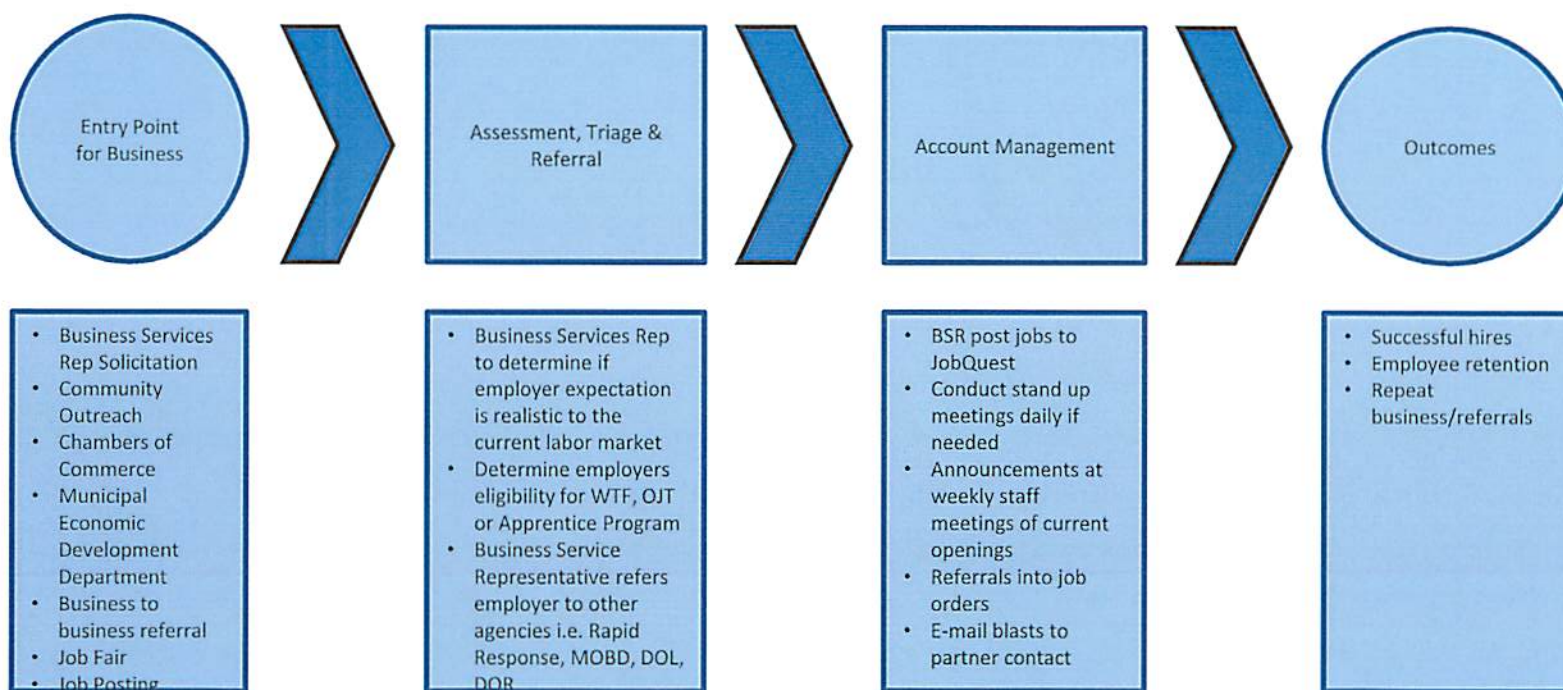 Entry Point
for Business
Assessment, Triage &
Referral
Account Management
Outcomes
• Business Services
Rep Solicitation
• Community
Outreach
• Chambers of
Commerce
• Municipal
Economic
Development
Department
• Business to
business referral
• Job Fair
• Job Posting
• Business Services Rep
to determine if
employer expectation
is realistic to the
current labor market
• Determine employers
eligibility for WTF, OJT
or Apprentice Program
• Business Service
Representative refers
employer to other
agencies i.e. Rapid
Response, MOBD, DOL,
DOR
• BSR post jobs to
JobQuest
• Conduct stand up
meetings daily if
needed
• Announcements at
weekly staff
meetings of current
openings
• Referrals into job
orders
• E-mail blasts to
partner contact
• Successful hires
• Employee retention
• Repeat
business/referrals